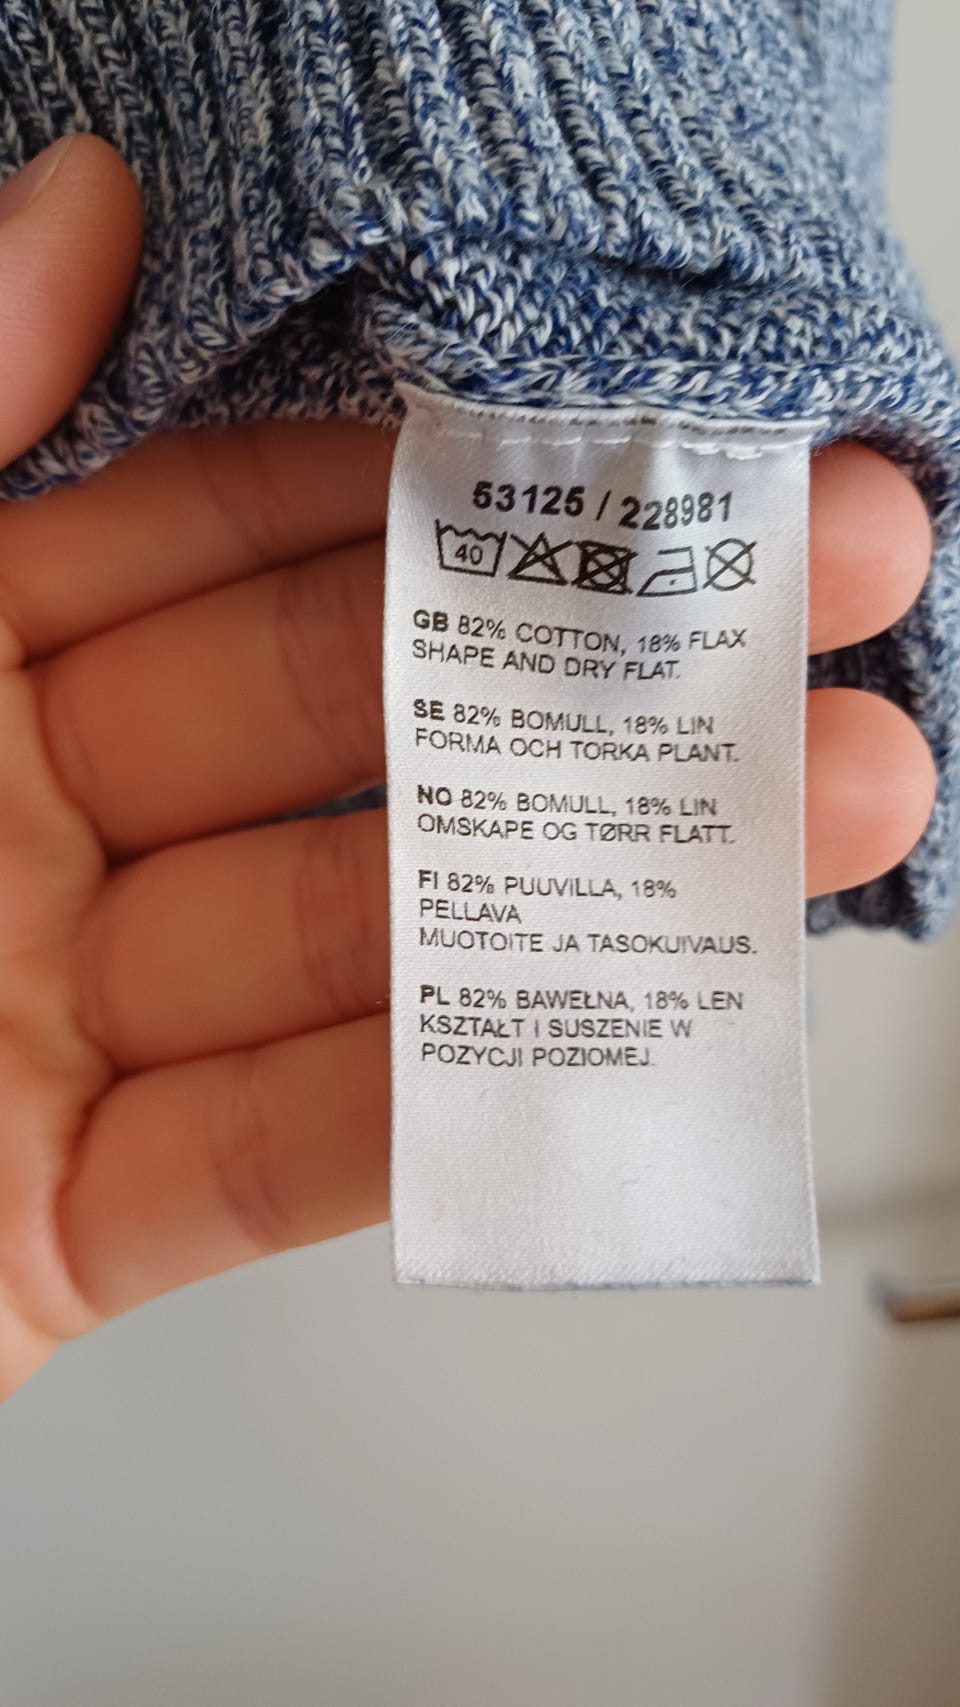 53125 / 228981
40
GB 82% COTTON, 18% FLAX
SHAPE AND DRY FLAT.
SE 82% BOMULL, 18% LIN
FORMA OCH TORKA PLANT.
NO 82% BOMULL, 18% LIN
OMSKAPE OG TØRR FLATT.
FI 82% PUUVILLA, 18%
PELLAVA
MUOTOITE JA TASOKUIVAUS.
PL 82% BAWEŁNA, 18% LEN
KSZTAŁT I SUSZENIE W
POZYCJI POZIOMEJ.